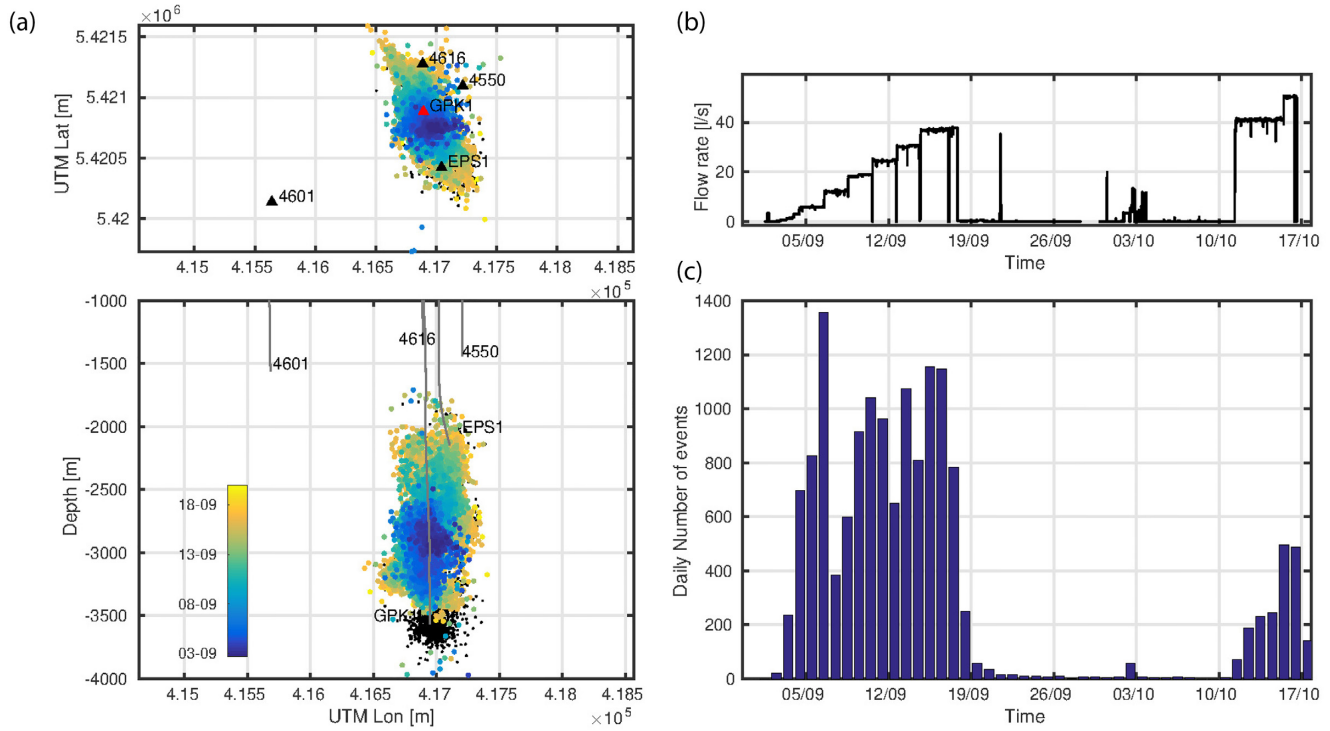 (a)
× 10⁶
5.4215
5.421
5.4205
5.42
UTM Lat [m]
4616
4550
GPK1
EPS1
4601
4.15 4.155 4.16 4.165 4.17 4.175 4.18 4.185
× 10⁵
-1000
-1500
-2000
-2500
-3000
-3500
-4000
Depth [m]
4616
4550
4601
EPS1
18-09
13-09
08-09
03-09
4.15 4.155 4.16 4.165 4.17 4.175 4.18 4.185
UTM Lon [m]
× 10⁵
(b)
40
20
0
Flow rate [l/s]
05/09 12/09 19/09 26/09 03/10 10/10 17/10
Time
(c)
1400
1200
1000
800
600
400
200
0
Daily Number of events
05/09 12/09 19/09 26/09 03/10 10/10 17/10
Time